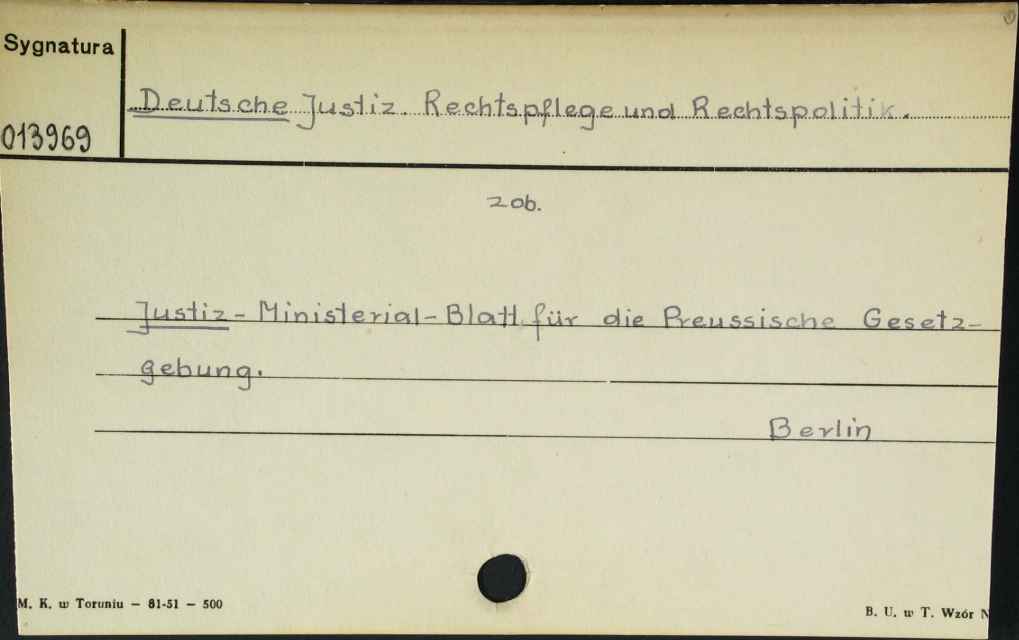 Sygnatura
013969
Deutsche Justiz. Rechtspflege und Rechtspolitik.
zob.
Justiz-Ministerial-Blatt für die Preussische Gesetz-
gebung.
Berlin
M. K. w Toruniu — 81-51 — 500
B. U. w T. Wzór N